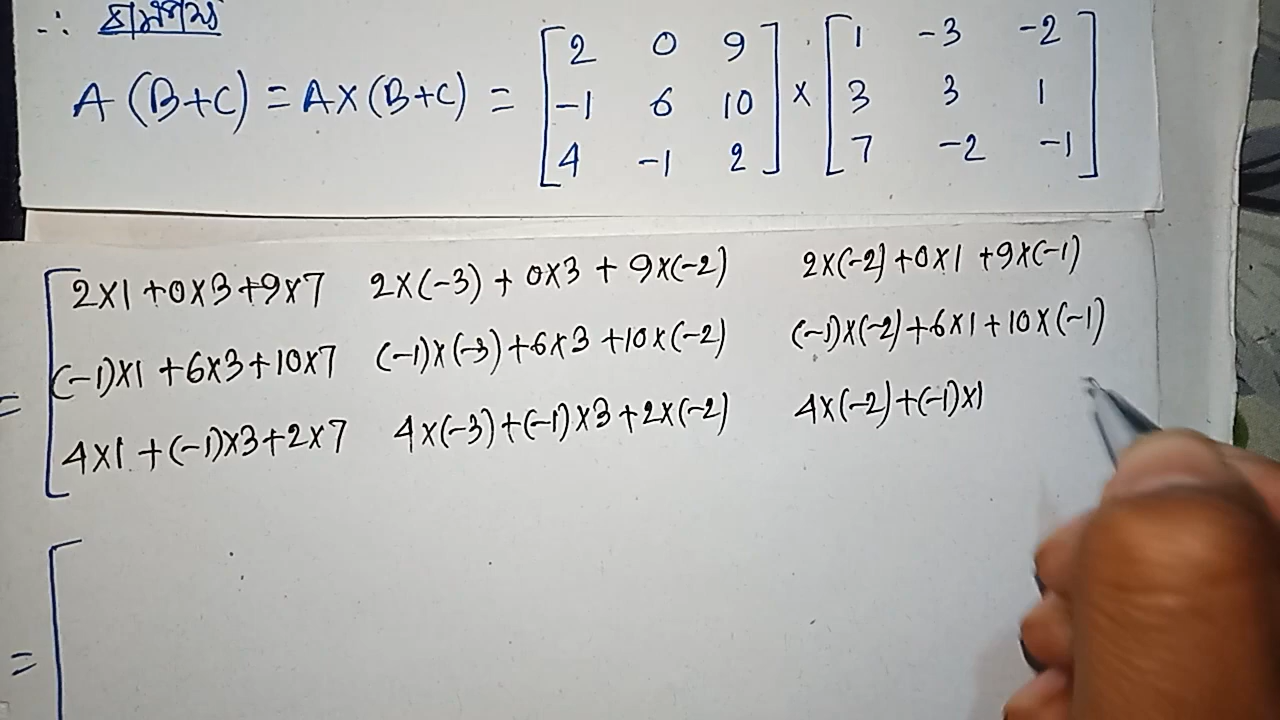 ∴ বামপক্ষ
A (B+C) = A×(B+C) = [ 2 0 9 ] × [ 1 -3 -2 ]
[ -1 6 10 ] [ 3 3 1 ]
[ 4 -1 2 ] [ 7 -2 -1 ]
2×1+0×3+9×7 2×(-3)+0×3+9×(-2) 2×(-2)+0×1+9×(-1)
= [ (-1)×1+6×3+10×7 (-1)×(-3)+6×3+10×(-2) (-1)×(-2)+6×1+10×(-1)
4×1+(-1)×3+2×7 4×(-3)+(-1)×3+2×(-2) 4×(-2)+(-1)×1
= [